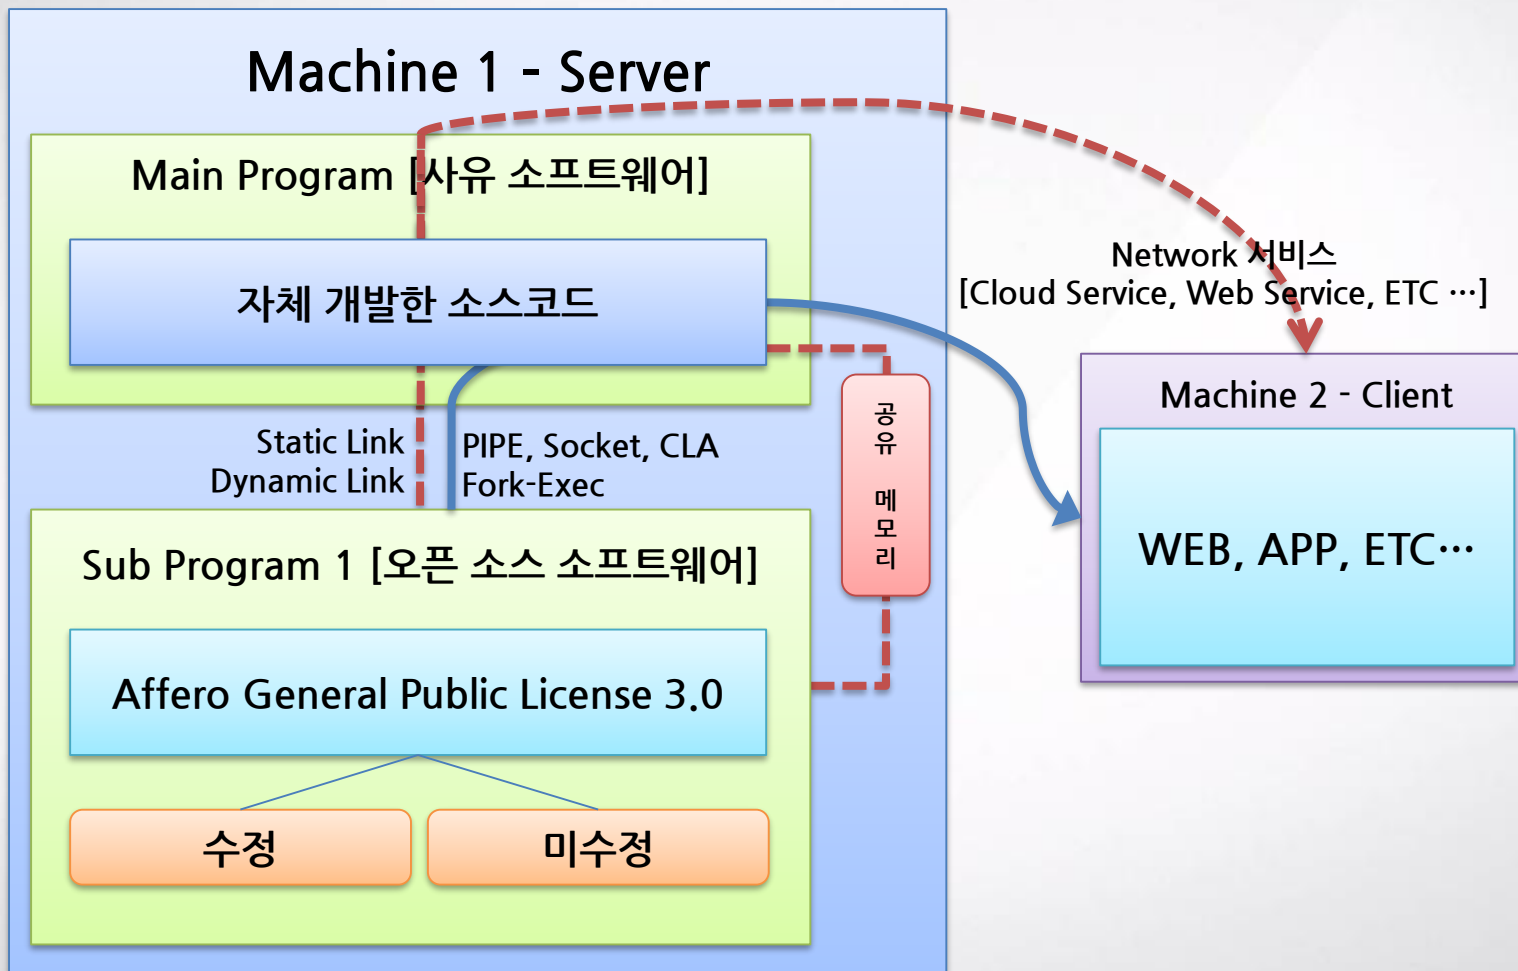 Machine 1 - Server
Main Program [사유 소프트웨어]
자체 개발한 소스코드
Network 서비스
[Cloud Service, Web Service, ETC …]
Static Link
Dynamic Link
PIPE, Socket, CLA
Fork-Exec
공유 메모리
Machine 2 - Client
WEB, APP, ETC…
Sub Program 1 [오픈 소스 소프트웨어]
Affero General Public License 3.0
수정
미수정